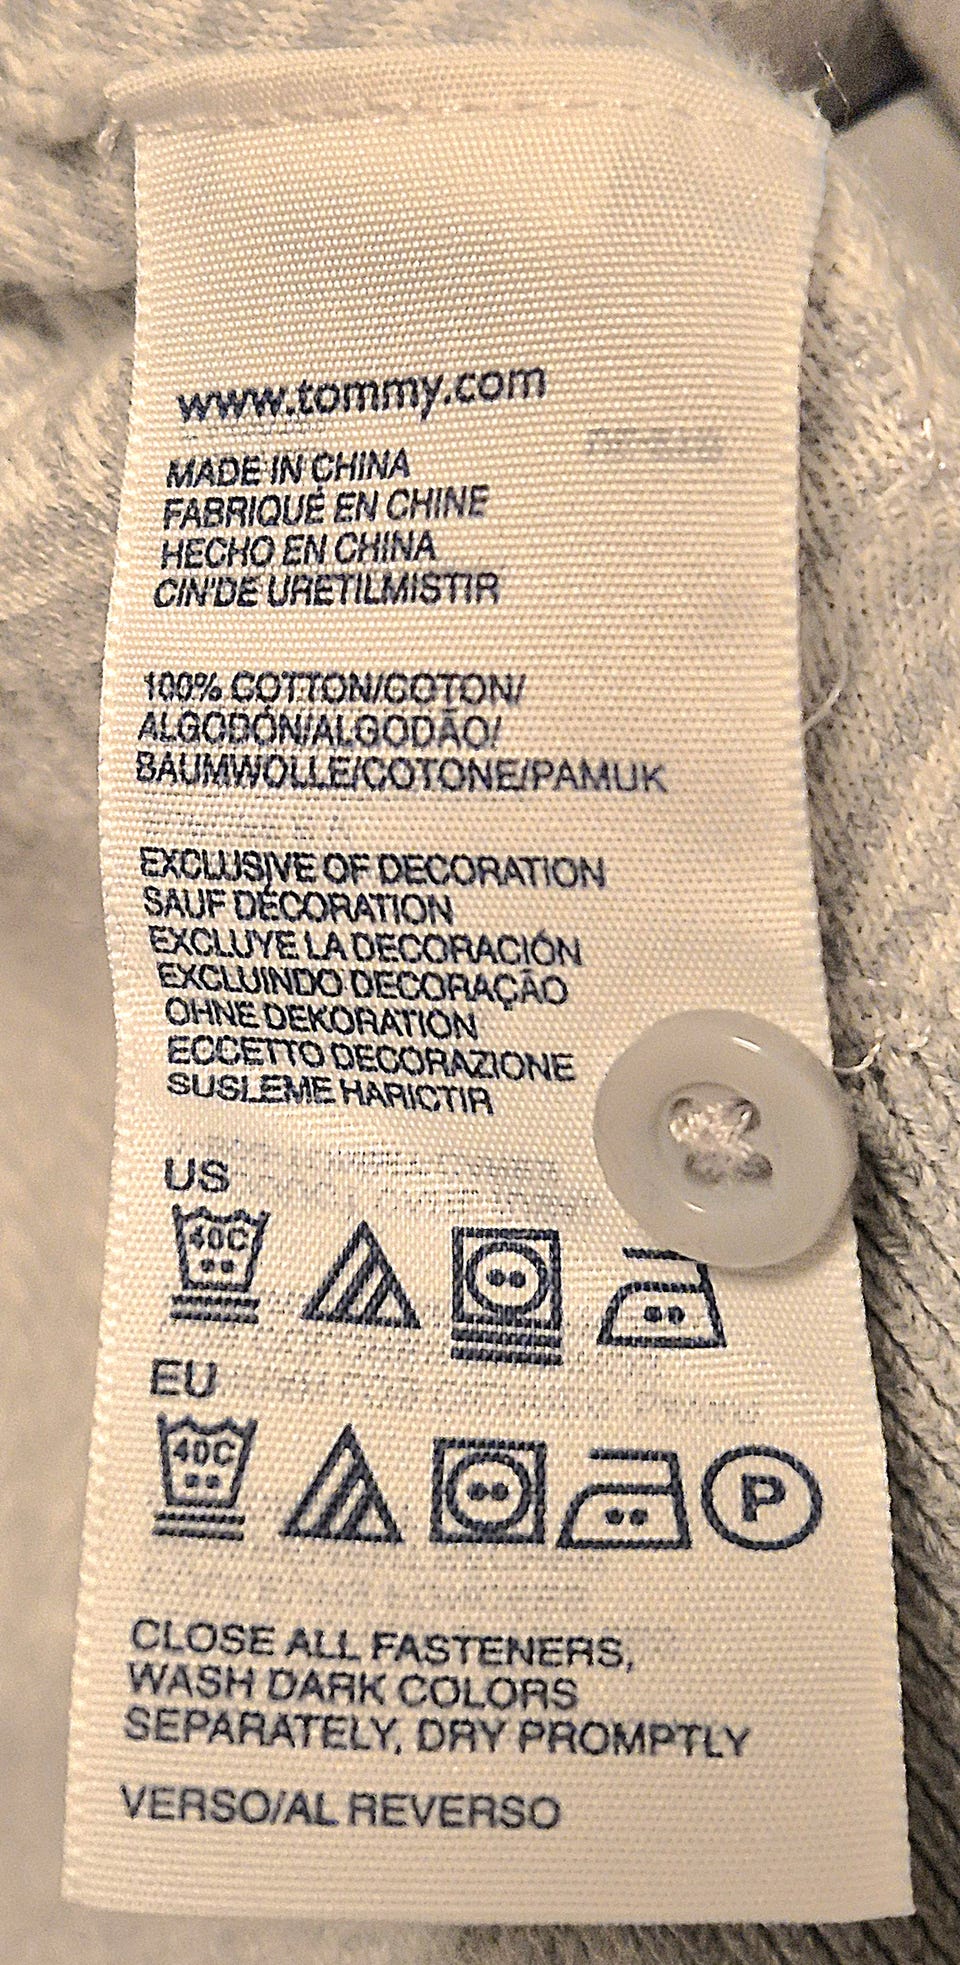 www.tommy.com
MADE IN CHINA
FABRIQUÉ EN CHINE
HECHO EN CHINA
CIN'DE URETILMISTIR
100% COTTON/COTON/
ALGODÓN/ALGODÃO/
BAUMWOLLE/COTONE/PAMUK
EXCLUSIVE OF DECORATION
SAUF DÉCORATION
EXCLUYE LA DECORACIÓN
EXCLUINDO DECORAÇÃO
OHNE DEKORATION
ECCETTO DECORAZIONE
SUSLEME HARICTIR
US
40C
EU
40C P
CLOSE ALL FASTENERS,
WASH DARK COLORS
SEPARATELY, DRY PROMPTLY
VERSO/AL REVERSO